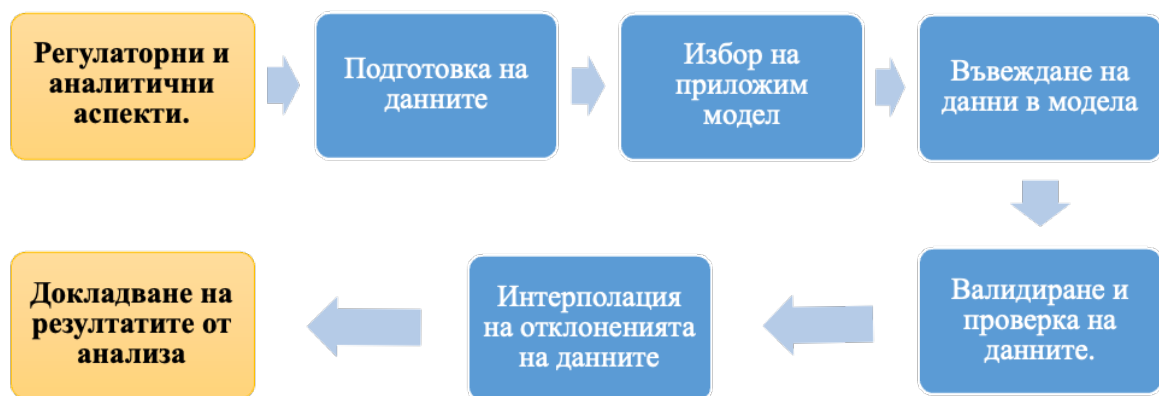 Регулаторни и
аналитични
аспекти.
Подготовка на
данните
Избор на
приложим
модел
Въвеждане на
данни в модела
Валидиране и
проверка на
данните.
Интерполация
на отклоненията
на данните
Докладване на
резултатите от
анализа